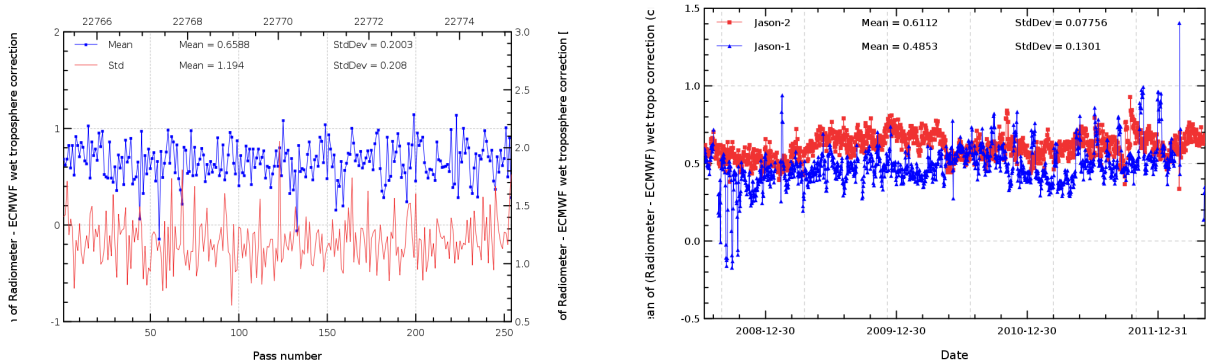 22766 22768 22770 22772 22774
Mean Mean = 0.6588 StdDev = 0.2003
Std Mean = 1.194 StdDev = 0.208
2
1
0
-1
3.0
2.5
2.0
1.5
1.0
0.5
50 100 150 200 250
Pass number
of Radiometer - ECMWF wet troposphere correction
of Radiometer - ECMWF wet troposphere correction [
Jason-2 Mean = 0.6112 StdDev = 0.07756
Jason-1 Mean = 0.4853 StdDev = 0.1301
1.5
1.0
0.5
0.0
-0.5
2008-12-30 2009-12-30 2010-12-30 2011-12-31
Date
of (Radiometer - ECMWF) wet tropo correction (c